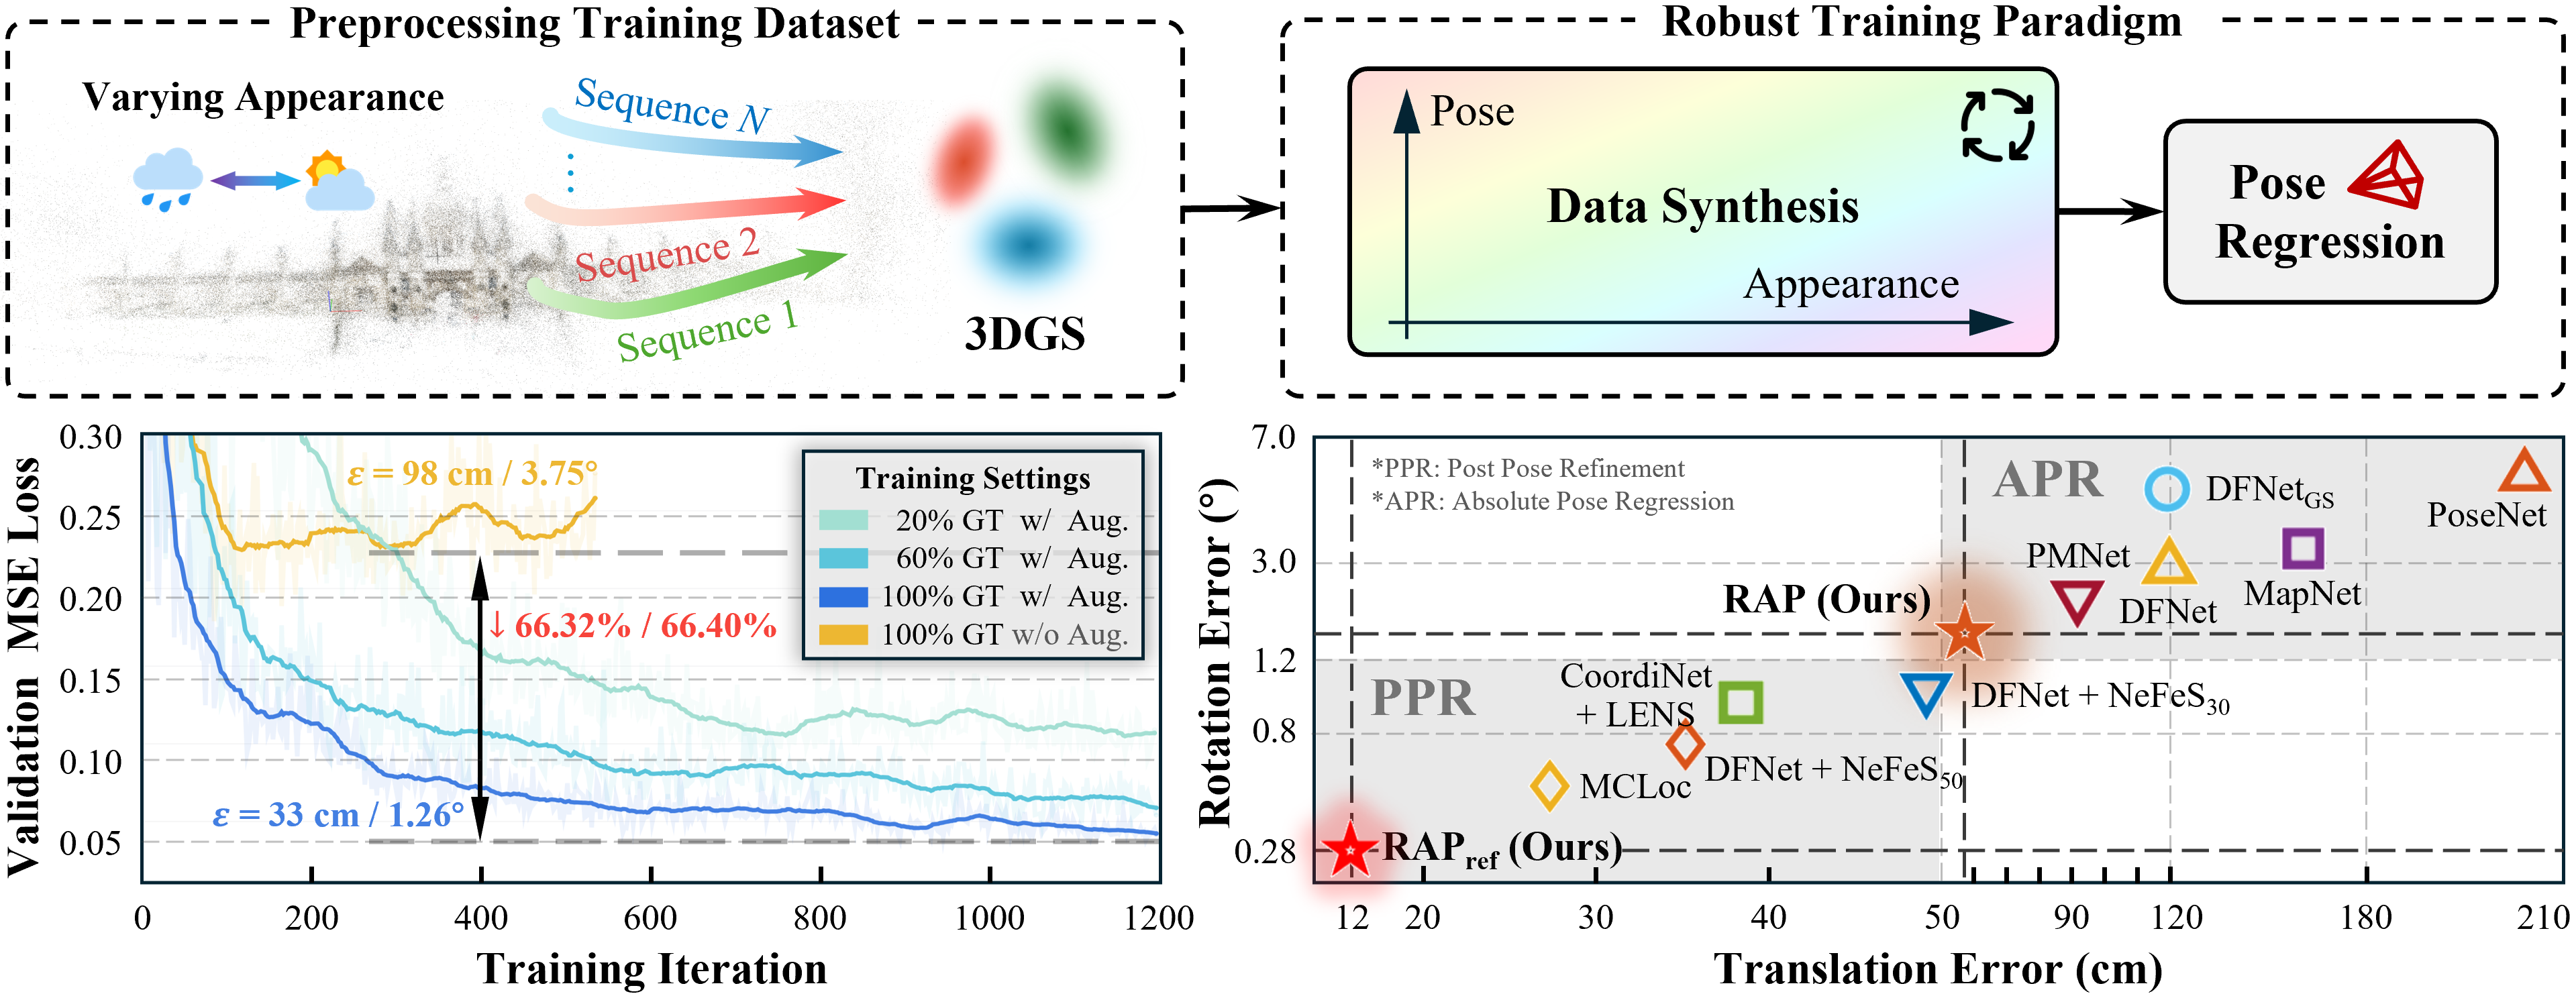 Preprocessing Training Dataset
Varying Appearance
Sequence N
Sequence 2
Sequence 1
3DGS
Robust Training Paradigm
Pose
Data Synthesis
Appearance
Pose
Regression
Validation MSE Loss
0.30
0.25
0.20
0.15
0.10
0.05
ε = 98 cm / 3.75°
↓ 66.32% / 66.40%
ε = 33 cm / 1.26°
Training Settings
20% GT w/ Aug.
60% GT w/ Aug.
100% GT w/ Aug.
100% GT w/o Aug.
0 200 400 600 800 1000 1200
Training Iteration
Rotation Error (°)
7.0
3.0
1.2
0.8
0.28
*PPR: Post Pose Refinement
*APR: Absolute Pose Regression
APR
DFNetGS
PoseNet
PMNet
DFNet
MapNet
RAP (Ours)
PPR
CoordiNet
+ LENS
DFNet + NeFeS30
DFNet + NeFeS50
MCLoc
RAPref (Ours)
12 20 30 40 50 90 120 180 210
Translation Error (cm)